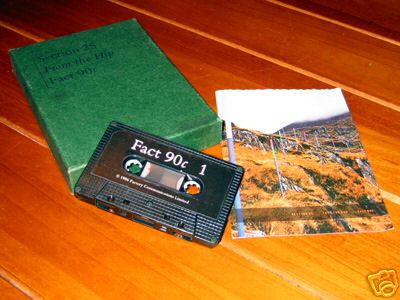 Section 25
From the Hip
Fact 90c
Fact 90c 1
© 1984 Factory Communications Limited